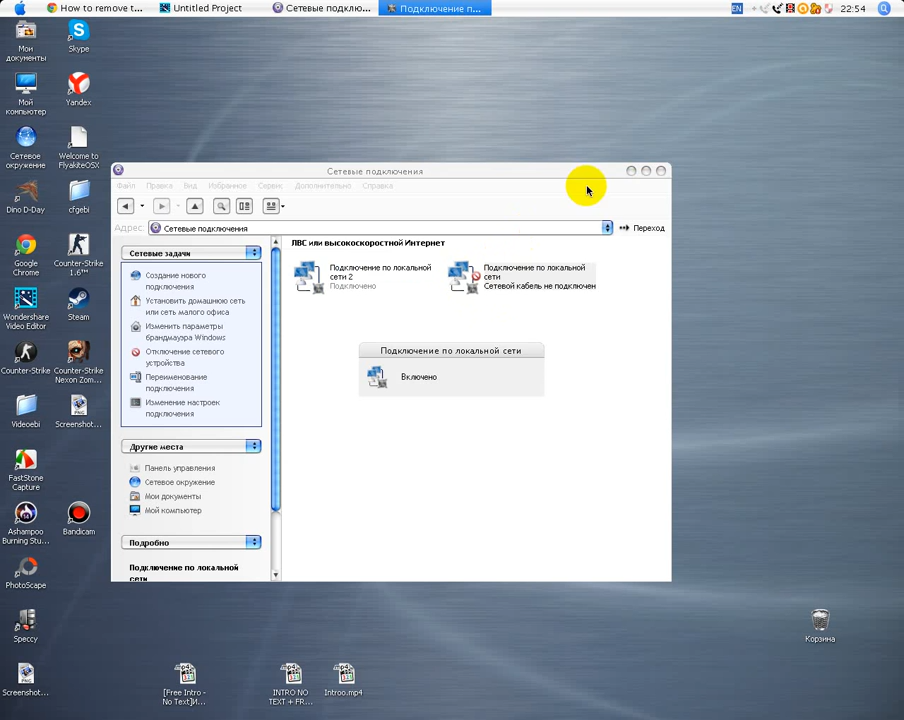 How to remove t...
Untitled Project
Сетевые подклю...
Подключение п...
EN
22:54
Мои документы
Skype
Мой компьютер
Yandex
Сетевое окружение
Welcome to FlyakiteOSX
Dino D-Day
cfgebi
Google Chrome
Counter-Strike 1.6™
Wondershare Video Editor
Steam
Counter-Strike
Counter-Strike Nexon Zom...
Videoebi
Screenshot...
FastStone Capture
Ashampoo Burning Stu...
Bandicam
PhotoScape
Speccy
Screenshot...
[Free Intro - No Text]И...
INTRO NO TEXT + FR...
Introo.mp4
Корзина
Сетевые подключения
Файл
Правка
Вид
Избранное
Сервис
Дополнительно
Справка
Адрес:
Сетевые подключения
Переход
Сетевые задачи
Создание нового
подключения
Установить домашнюю сеть
или сеть малого офиса
Изменить параметры
брандмауэра Windows
Отключение сетевого
устройства
Переименование
подключения
Изменение настроек
подключения
Другие места
Панель управления
Сетевое окружение
Мои документы
Мой компьютер
Подробно
Подключение по локальной
сети
ЛВС или высокоскоростной Интернет
Подключение по локальной
сети 2
Подключено
Подключение по локальной
сети
Сетевой кабель не подключен
Подключение по локальной сети
Включено